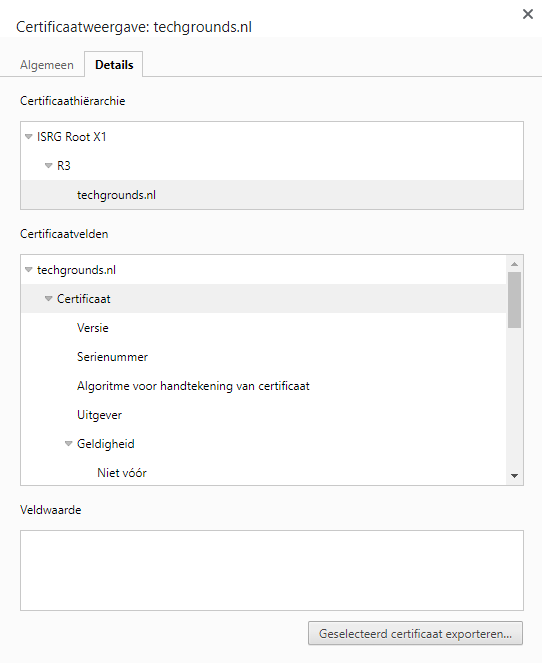 Certificaatweergave: techgrounds.nl
Algemeen Details
Certificaathiërarchie
ISRG Root X1
R3
techgrounds.nl
Certificaatvelden
techgrounds.nl
Certificaat
Versie
Serienummer
Algoritme voor handtekening van certificaat
Uitgever
Geldigheid
Niet vóór
Veldwaarde
Geselecteerd certificaat exporteren...